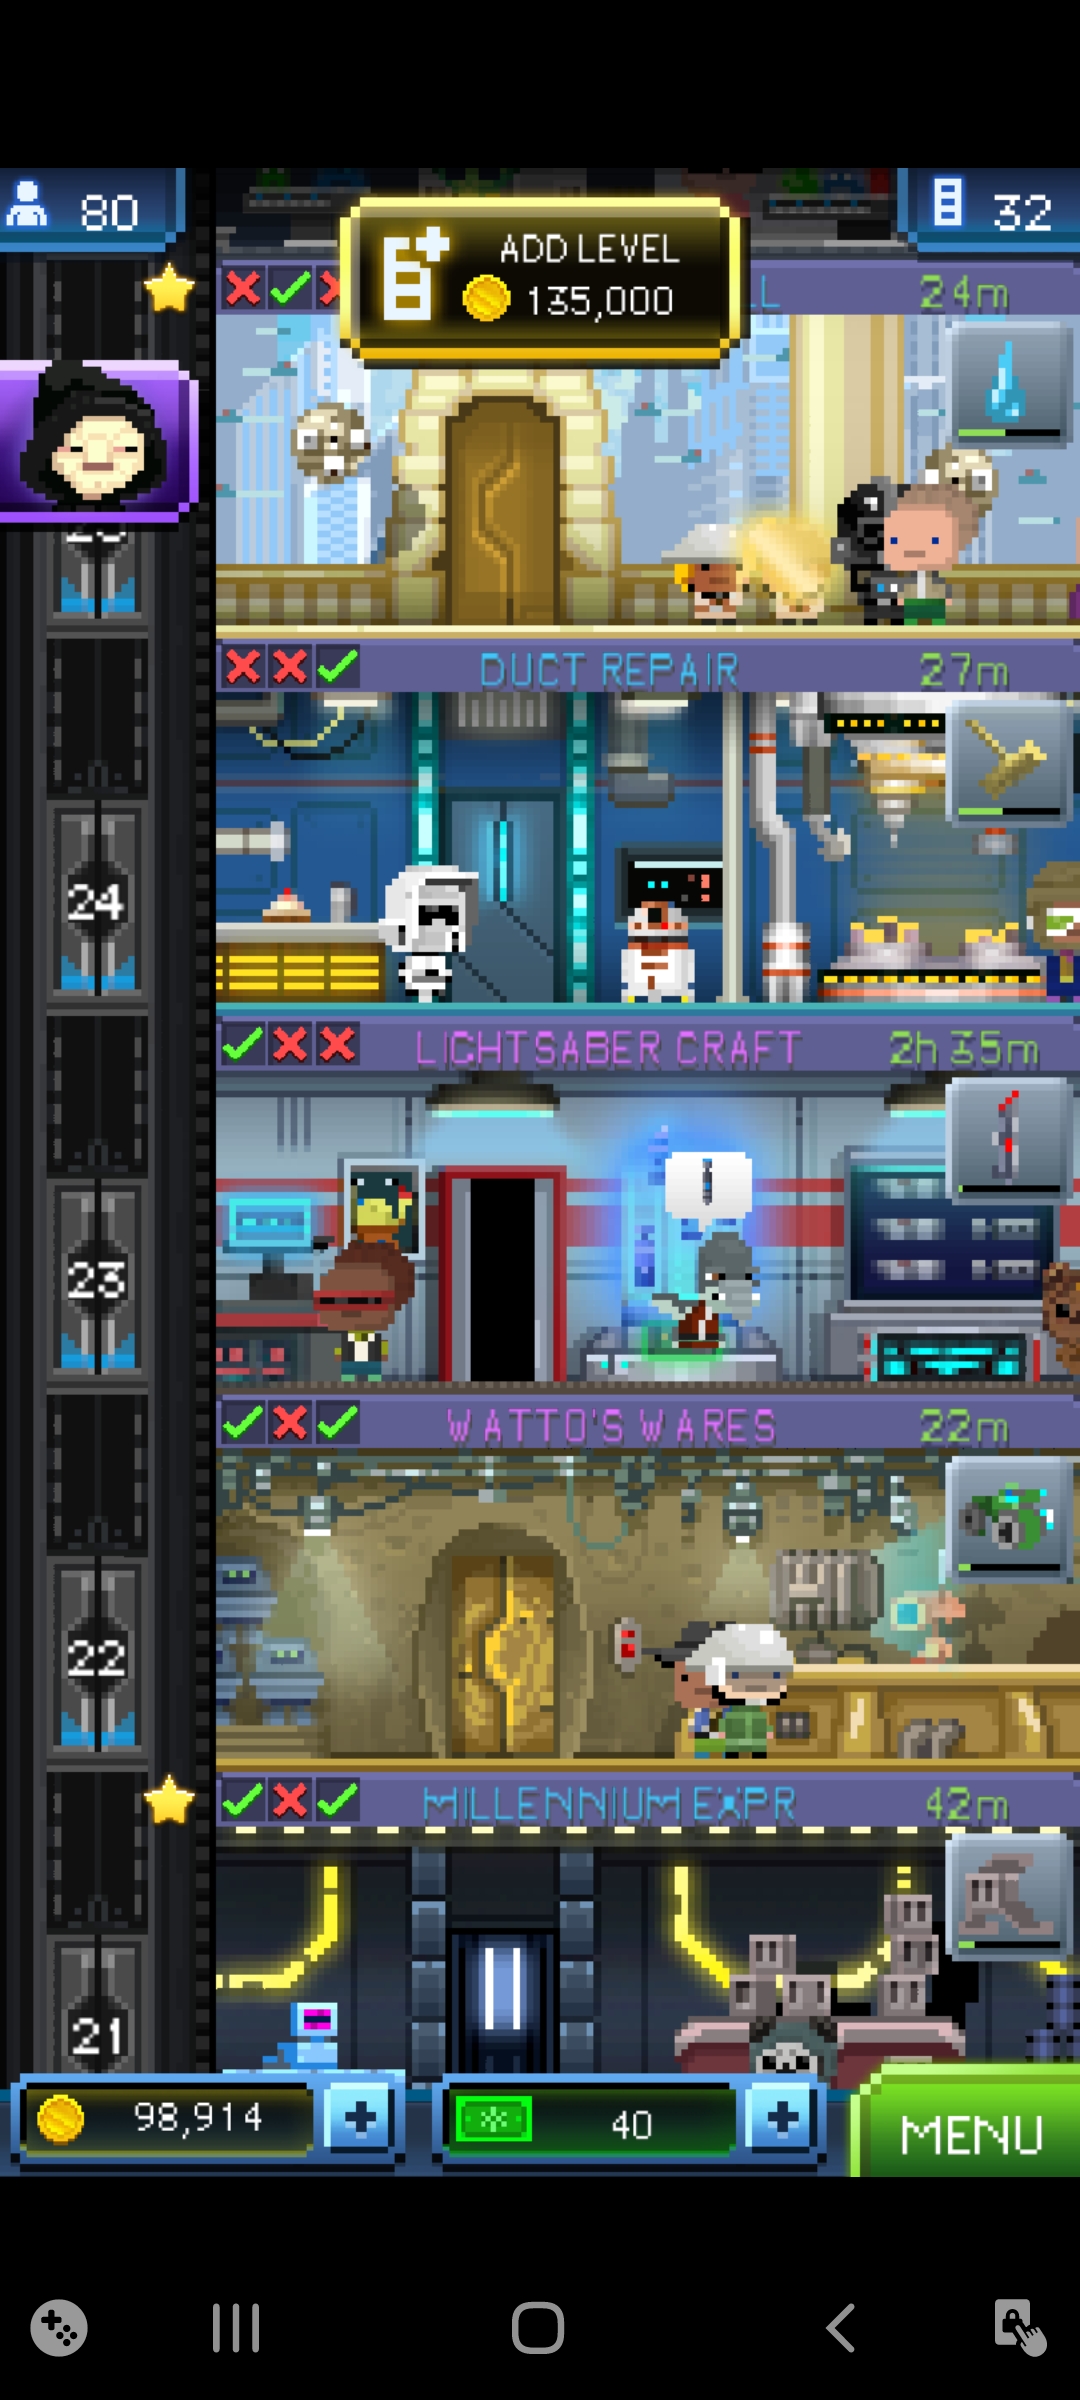 80
ADD LEVEL
135,000
32
LL
24m
DUCT REPAIR
27m
24
LIGHTSABER CRAFT
2h 35m
23
WATTO'S WARES
22m
22
MILLENNIUM EXPR
42m
21
98,914
40
MENU